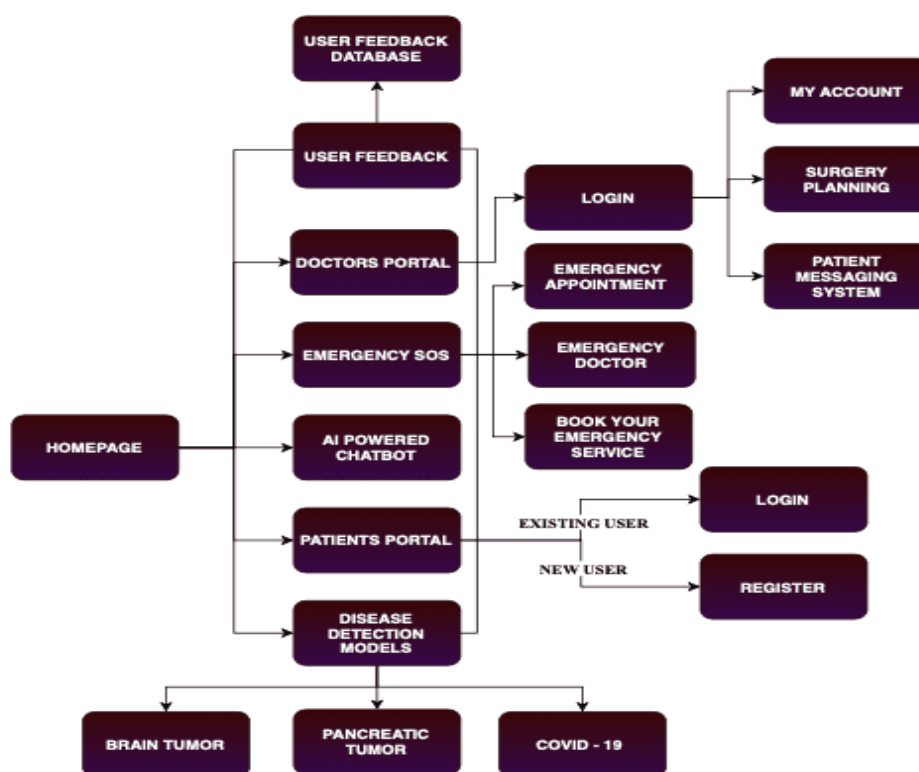 USER FEEDBACK
DATABASE
MY ACCOUNT
USER FEEDBACK
SURGERY
PLANNING
LOGIN
DOCTORS PORTAL
EMERGENCY
APPOINTMENT
PATIENT
MESSAGING
SYSTEM
EMERGENCY SOS
EMERGENCY
DOCTOR
HOMEPAGE
AI POWERED
CHATBOT
BOOK YOUR
EMERGENCY
SERVICE
LOGIN
PATIENTS PORTAL
EXISTING USER
NEW USER
REGISTER
DISEASE
DETECTION
MODELS
BRAIN TUMOR
PANCREATIC
TUMOR
COVID - 19